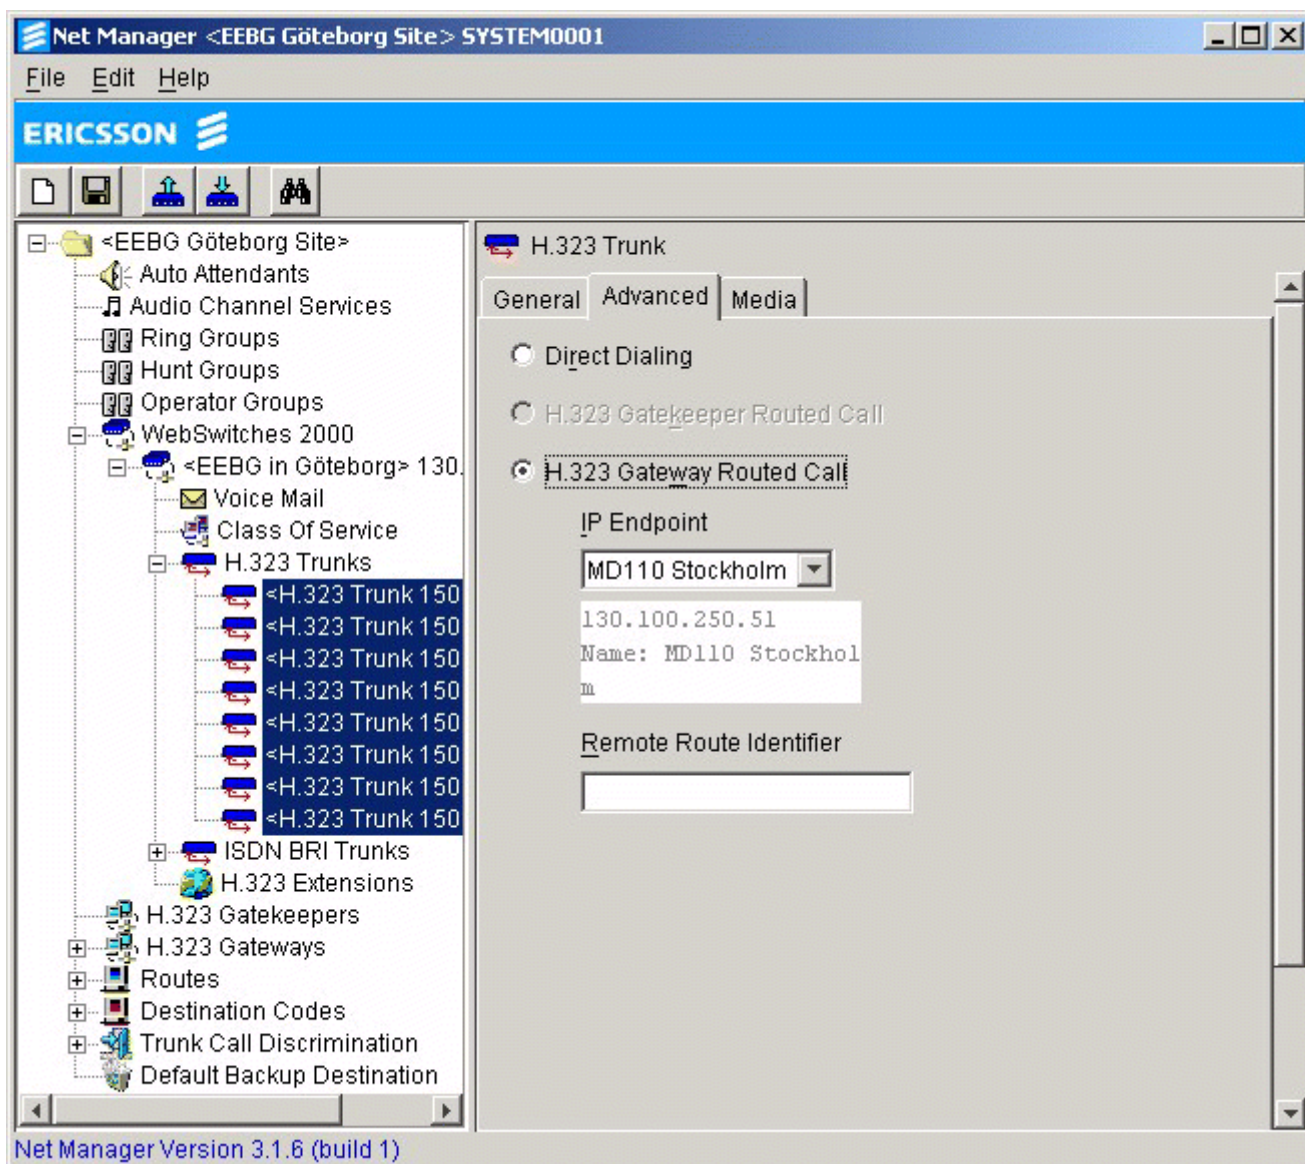 Net Manager <EEBG Göteborg Site> SYSTEM0001
File Edit Help
ERICSSON
<EEBG Göteborg Site>
Auto Attendants
Audio Channel Services
Ring Groups
Hunt Groups
Operator Groups
WebSwitches 2000
<EEBG in Göteborg> 130.
Voice Mail
Class Of Service
H.323 Trunks
<H.323 Trunk 150
<H.323 Trunk 150
<H.323 Trunk 150
<H.323 Trunk 150
<H.323 Trunk 150
<H.323 Trunk 150
<H.323 Trunk 150
<H.323 Trunk 150
ISDN BRI Trunks
H.323 Extensions
H.323 Gatekeepers
H.323 Gateways
Routes
Destination Codes
Trunk Call Discrimination
Default Backup Destination
H.323 Trunk
General Advanced Media
Direct Dialing
H.323 Gatekeeper Routed Call
H.323 Gateway Routed Call
IP Endpoint
MD110 Stockholm
130.100.250.51
Name: MD110 Stockhol
m
Remote Route Identifier
Net Manager Version 3.1.6 (build 1)